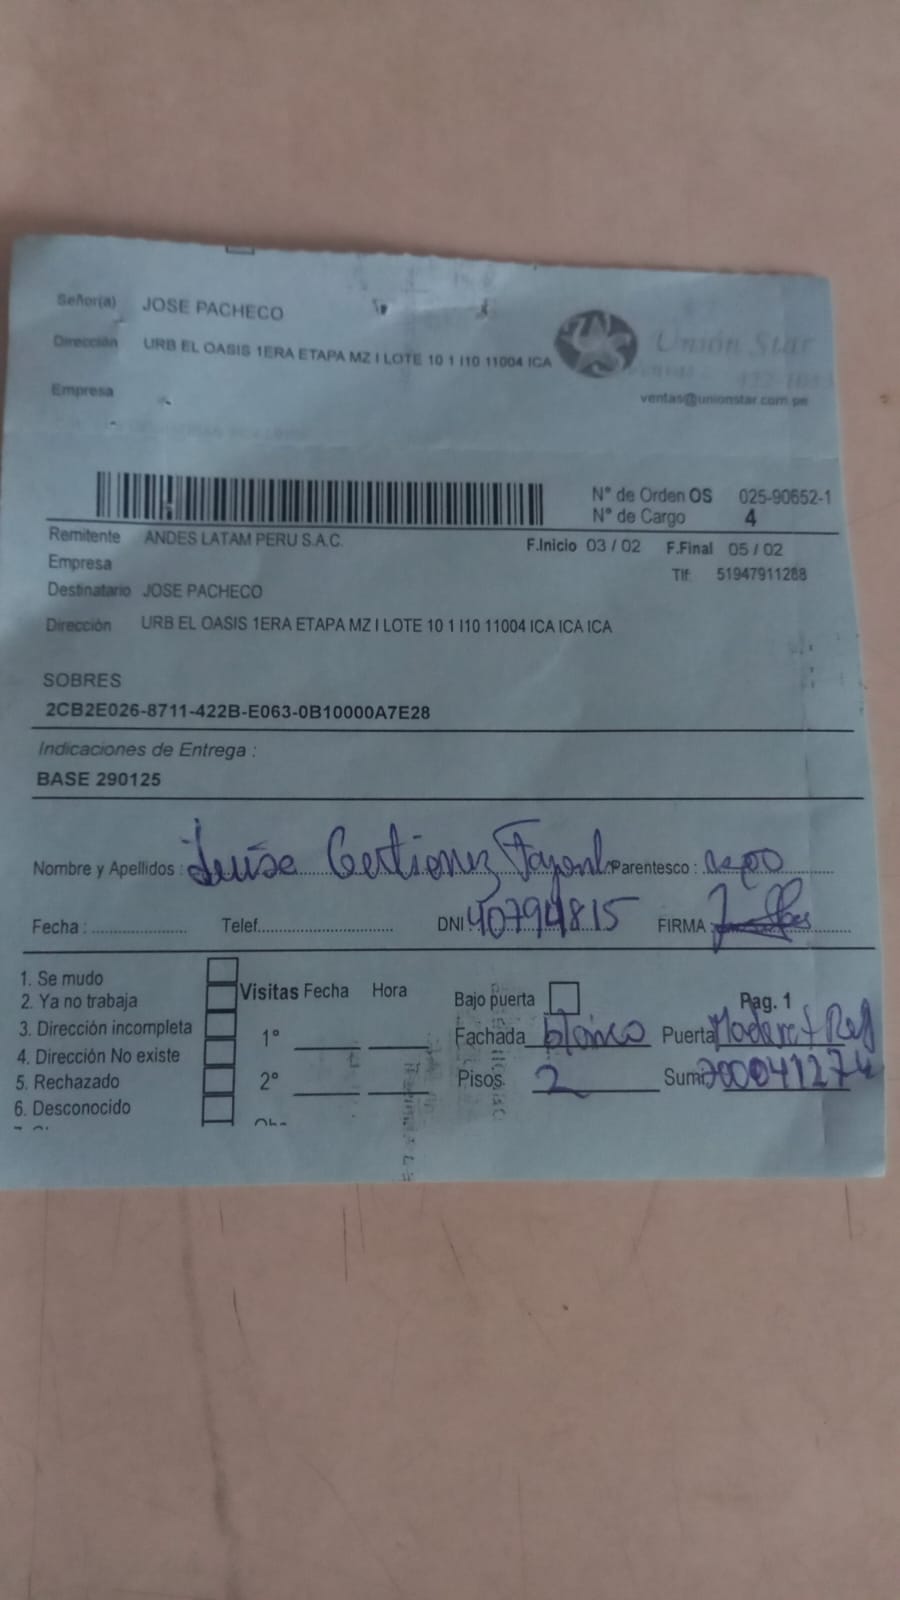 Señor(a) JOSE PACHECO
Dirección URB EL OASIS 1ERA ETAPA MZ I LOTE 10 1 I10 11004 ICA
Unión Star
Empresa
ventas@unionstar.com.pe
N° de Orden OS 025-90652-1
N° de Cargo 4
Remitente ANDES LATAM PERU S.A.C.
F.Inicio 03 / 02 F.Final 05 / 02
Empresa
Tlf: 51947911288
Destinatario JOSE PACHECO
Dirección URB EL OASIS 1ERA ETAPA MZ I LOTE 10 1 I10 11004 ICA ICA ICA
SOBRES
2CB2E026-8711-422B-E063-0B10000A7E28
Indicaciones de Entrega :
BASE 290125
Nombre y Apellidos : Parentesco :
Fecha : Telef. DNI 40794815 FIRMA
1. Se mudo
2. Ya no trabaja
3. Dirección incompleta
4. Dirección No existe
5. Rechazado
6. Desconocido
Visitas Fecha Hora
1°
2°
Bajo puerta Pag. 1
Fachada blanco Puerta
Pisos 2 Sumi